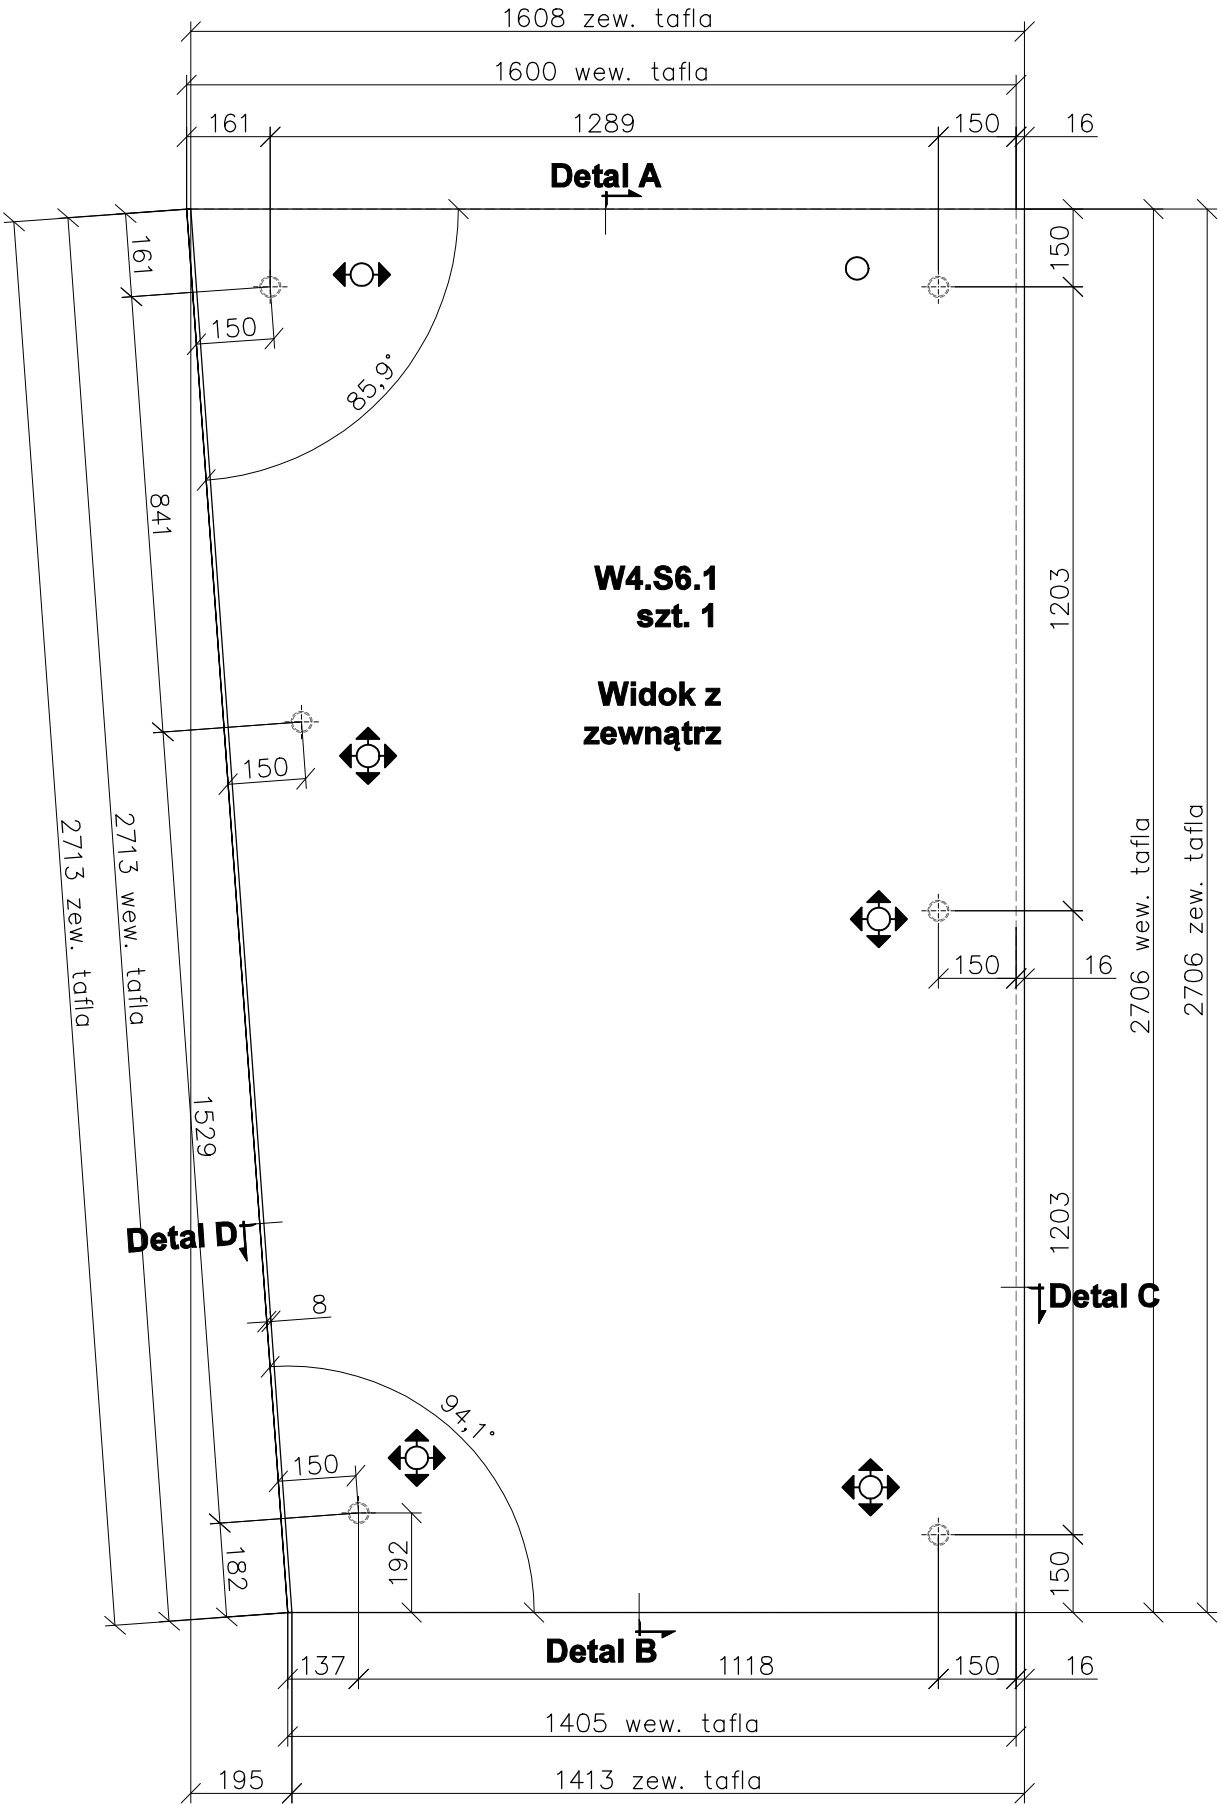 1608 zew. tafla
1600 wew. tafla
161
1289
150
16
Detal A
161
150
150
85,9°
841
W4.S6.1
szt. 1
1203
Widok z
zewnątrz
150
2713 zew. tafla
2713 wew. tafla
2706 wew. tafla
2706 zew. tafla
150
16
1529
1203
Detal D
Detal C
8
94,1°
150
192
182
150
Detal B
137
1118
150
16
1405 wew. tafla
195
1413 zew. tafla